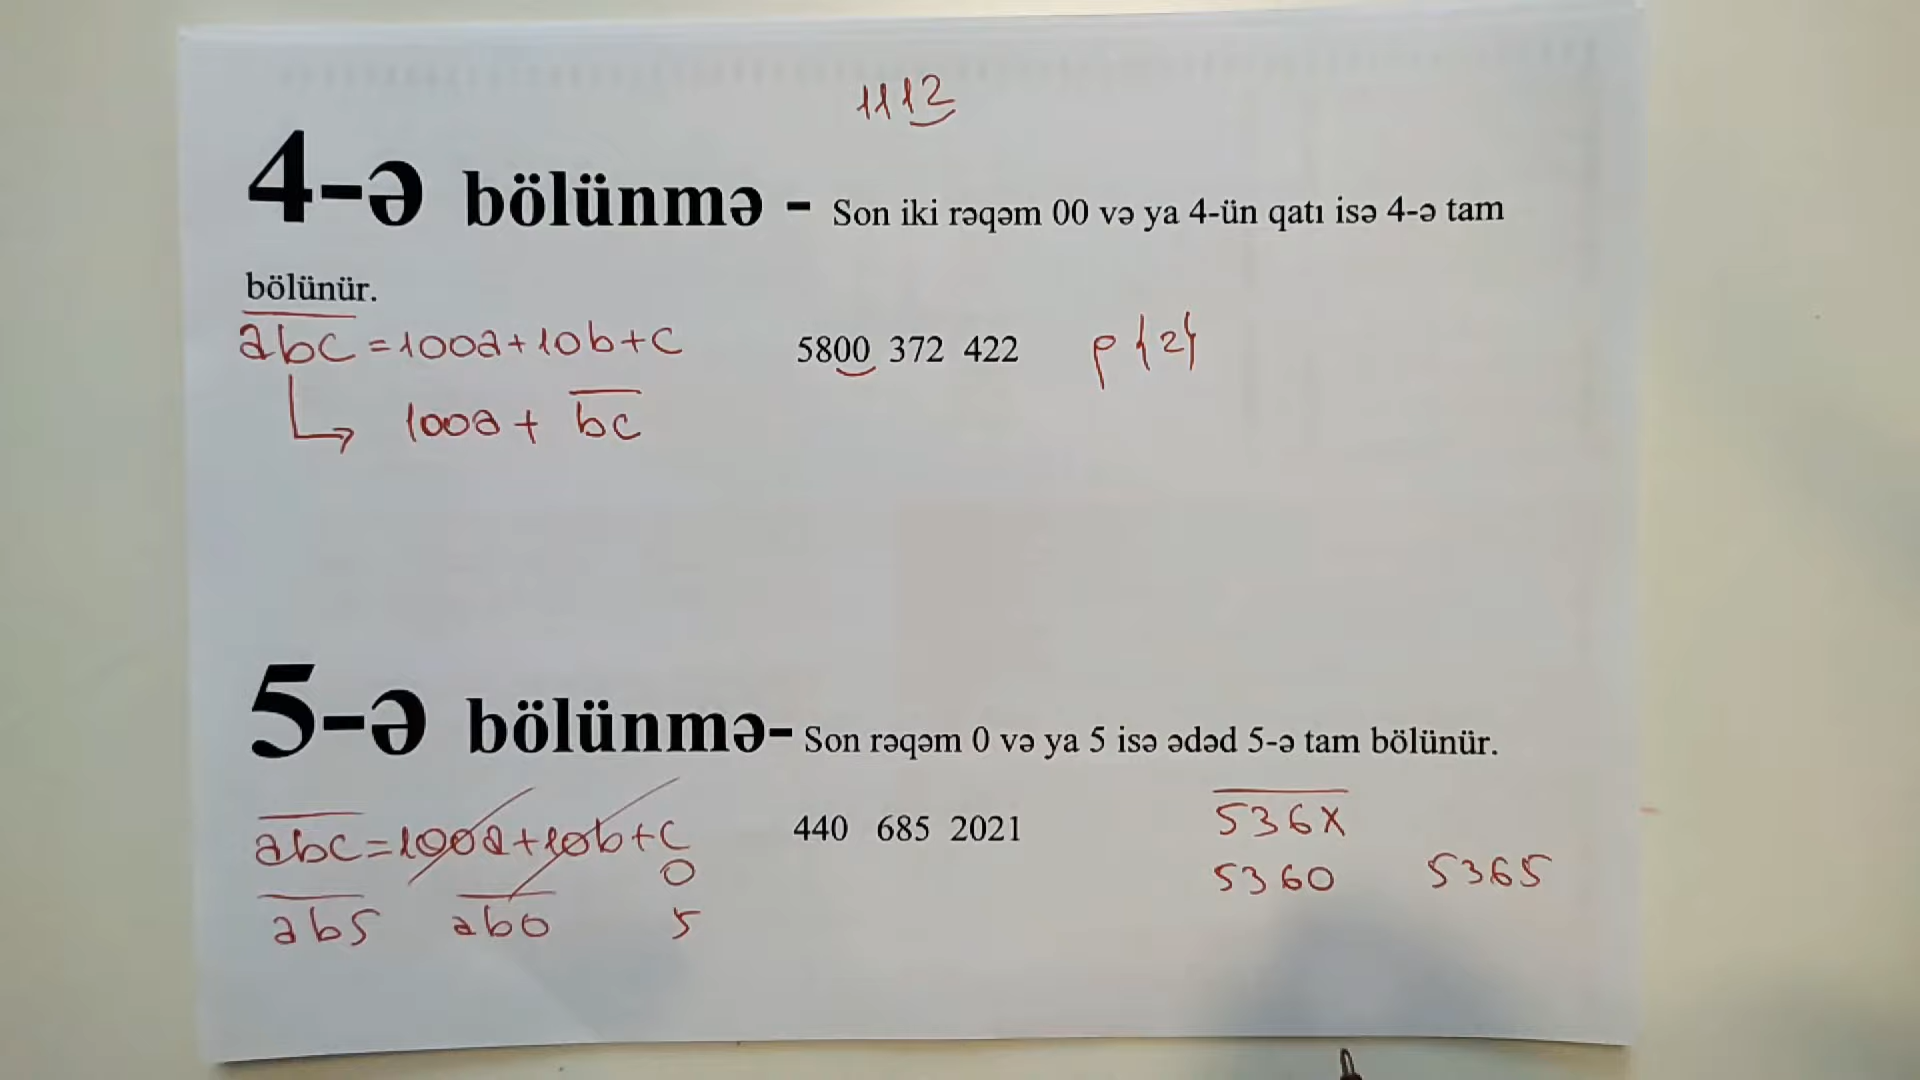 1112
4-ə bölünmə - Son iki rəqəm 00 və ya 4-ün qatı isə 4-ə tam
bölünür.
abc = 100a + 10b + c
5800 372 422
p{2}
100a + bc
5-ə bölünmə- Son rəqəm 0 və ya 5 isə ədəd 5-ə tam bölünür.
abc = 100a + 10b + c
440 685 2021
536x
0
5360 5365
ab5 ab0 5